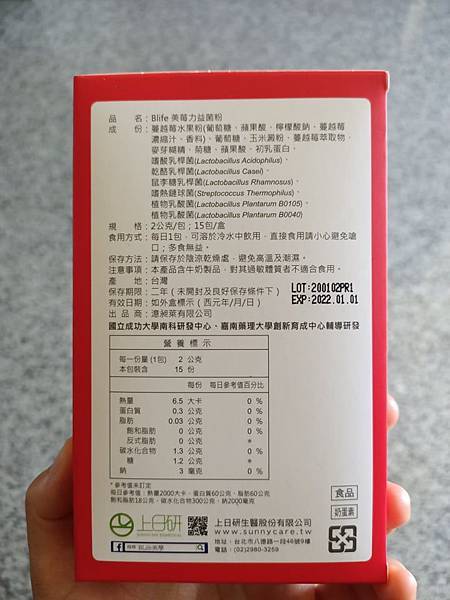 品　　名：Blife 美莓力益菌粉
成　　份：蔓越莓水果粉(葡萄糖、蘋果酸、檸檬酸鈉、蔓越莓
濃縮汁、香料)、葡萄糖、玉米澱粉、蔓越莓萃取物、
麥芽糊精、蔗糖、蘋果酸、初乳蛋白、
嗜酸乳桿菌(Lactobacillus Acidophilus)、
乾酪乳桿菌(Lactobacillus Casei)、
鼠李糖乳桿菌(Lactobacillus Rhamnosus)、
嗜熱鏈球菌(Streptococcus Thermophilus)、
植物乳酸菌(Lactobacillus Plantarum B0105)、
植物乳酸菌(Lactobacillus Plantarum B0040)
規　　格：2公克/包；15包/盒
食用方式：每日1包，可溶於冷水中飲用，直接食用請小心避免嗆
口；多食無益。
保存方法：請保存於陰涼乾燥處、避免高溫及潮濕。
注意事項：本產品含牛奶製品，對其過敏體質者不適合食用。
產　　地：台灣
保存期限：二年（未開封及良好保存條件下）
LOT:200102PR1
有效日期：如外盒標示（西元年/月/日）
EXP:2022.01.01
出 品 商：港昶萊有限公司
國立成功大學南科研發中心、嘉南藥理大學創新育成中心輔導研發
營養標示
每一份量 (1包) 2 公克
本包裝含 15 份
每份 每日參考值百分比
熱量 6.5 大卡 0 %
蛋白質 0.3 公克 0 %
脂肪 0.03 公克 0 %
飽和脂肪 0 公克 0 %
反式脂肪 0 公克 *
碳水化合物 1.3 公克 0 %
糖 1.2 公克 *
鈉 3 毫克 0 %
* 參考值未訂定
每日參考值：熱量2000大卡、蛋白質60公克、脂肪60公克
飽和脂肪18公克、碳水化合物300公克、鈉2000毫克
食品
奶蛋素
上日研
SUNNYCARE BIOMEDICAL
上日研生醫股份有限公司
www.sunnycare.tw
地址：台北市八德路一段46號9樓
電話：(02)2980-3259